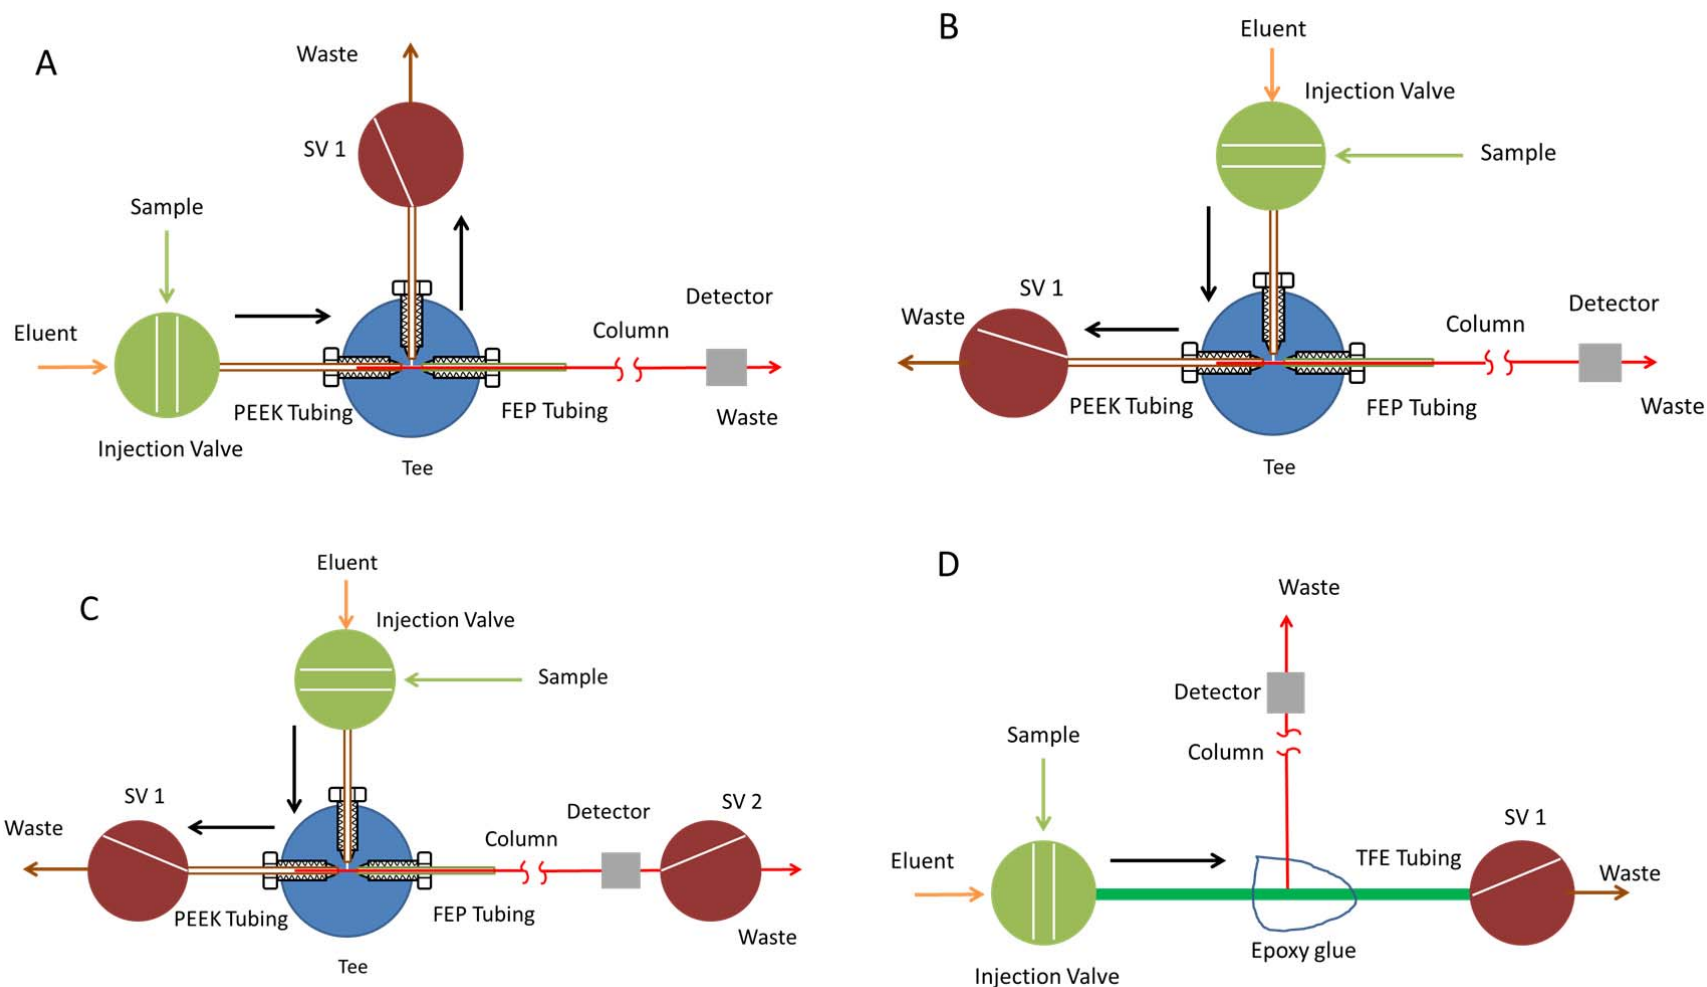 A
Waste
SV 1
Sample
Eluent
Injection Valve
PEEK Tubing
Tee
FEP Tubing
Column
Detector
Waste
B
Eluent
Injection Valve
Sample
SV 1
Waste
PEEK Tubing
Tee
FEP Tubing
Column
Detector
Waste
C
Eluent
Injection Valve
Sample
SV 1
Waste
PEEK Tubing
Tee
FEP Tubing
Column
Detector
SV 2
Waste
D
Waste
Detector
Column
Sample
Eluent
Injection Valve
Epoxy glue
TFE Tubing
SV 1
Waste